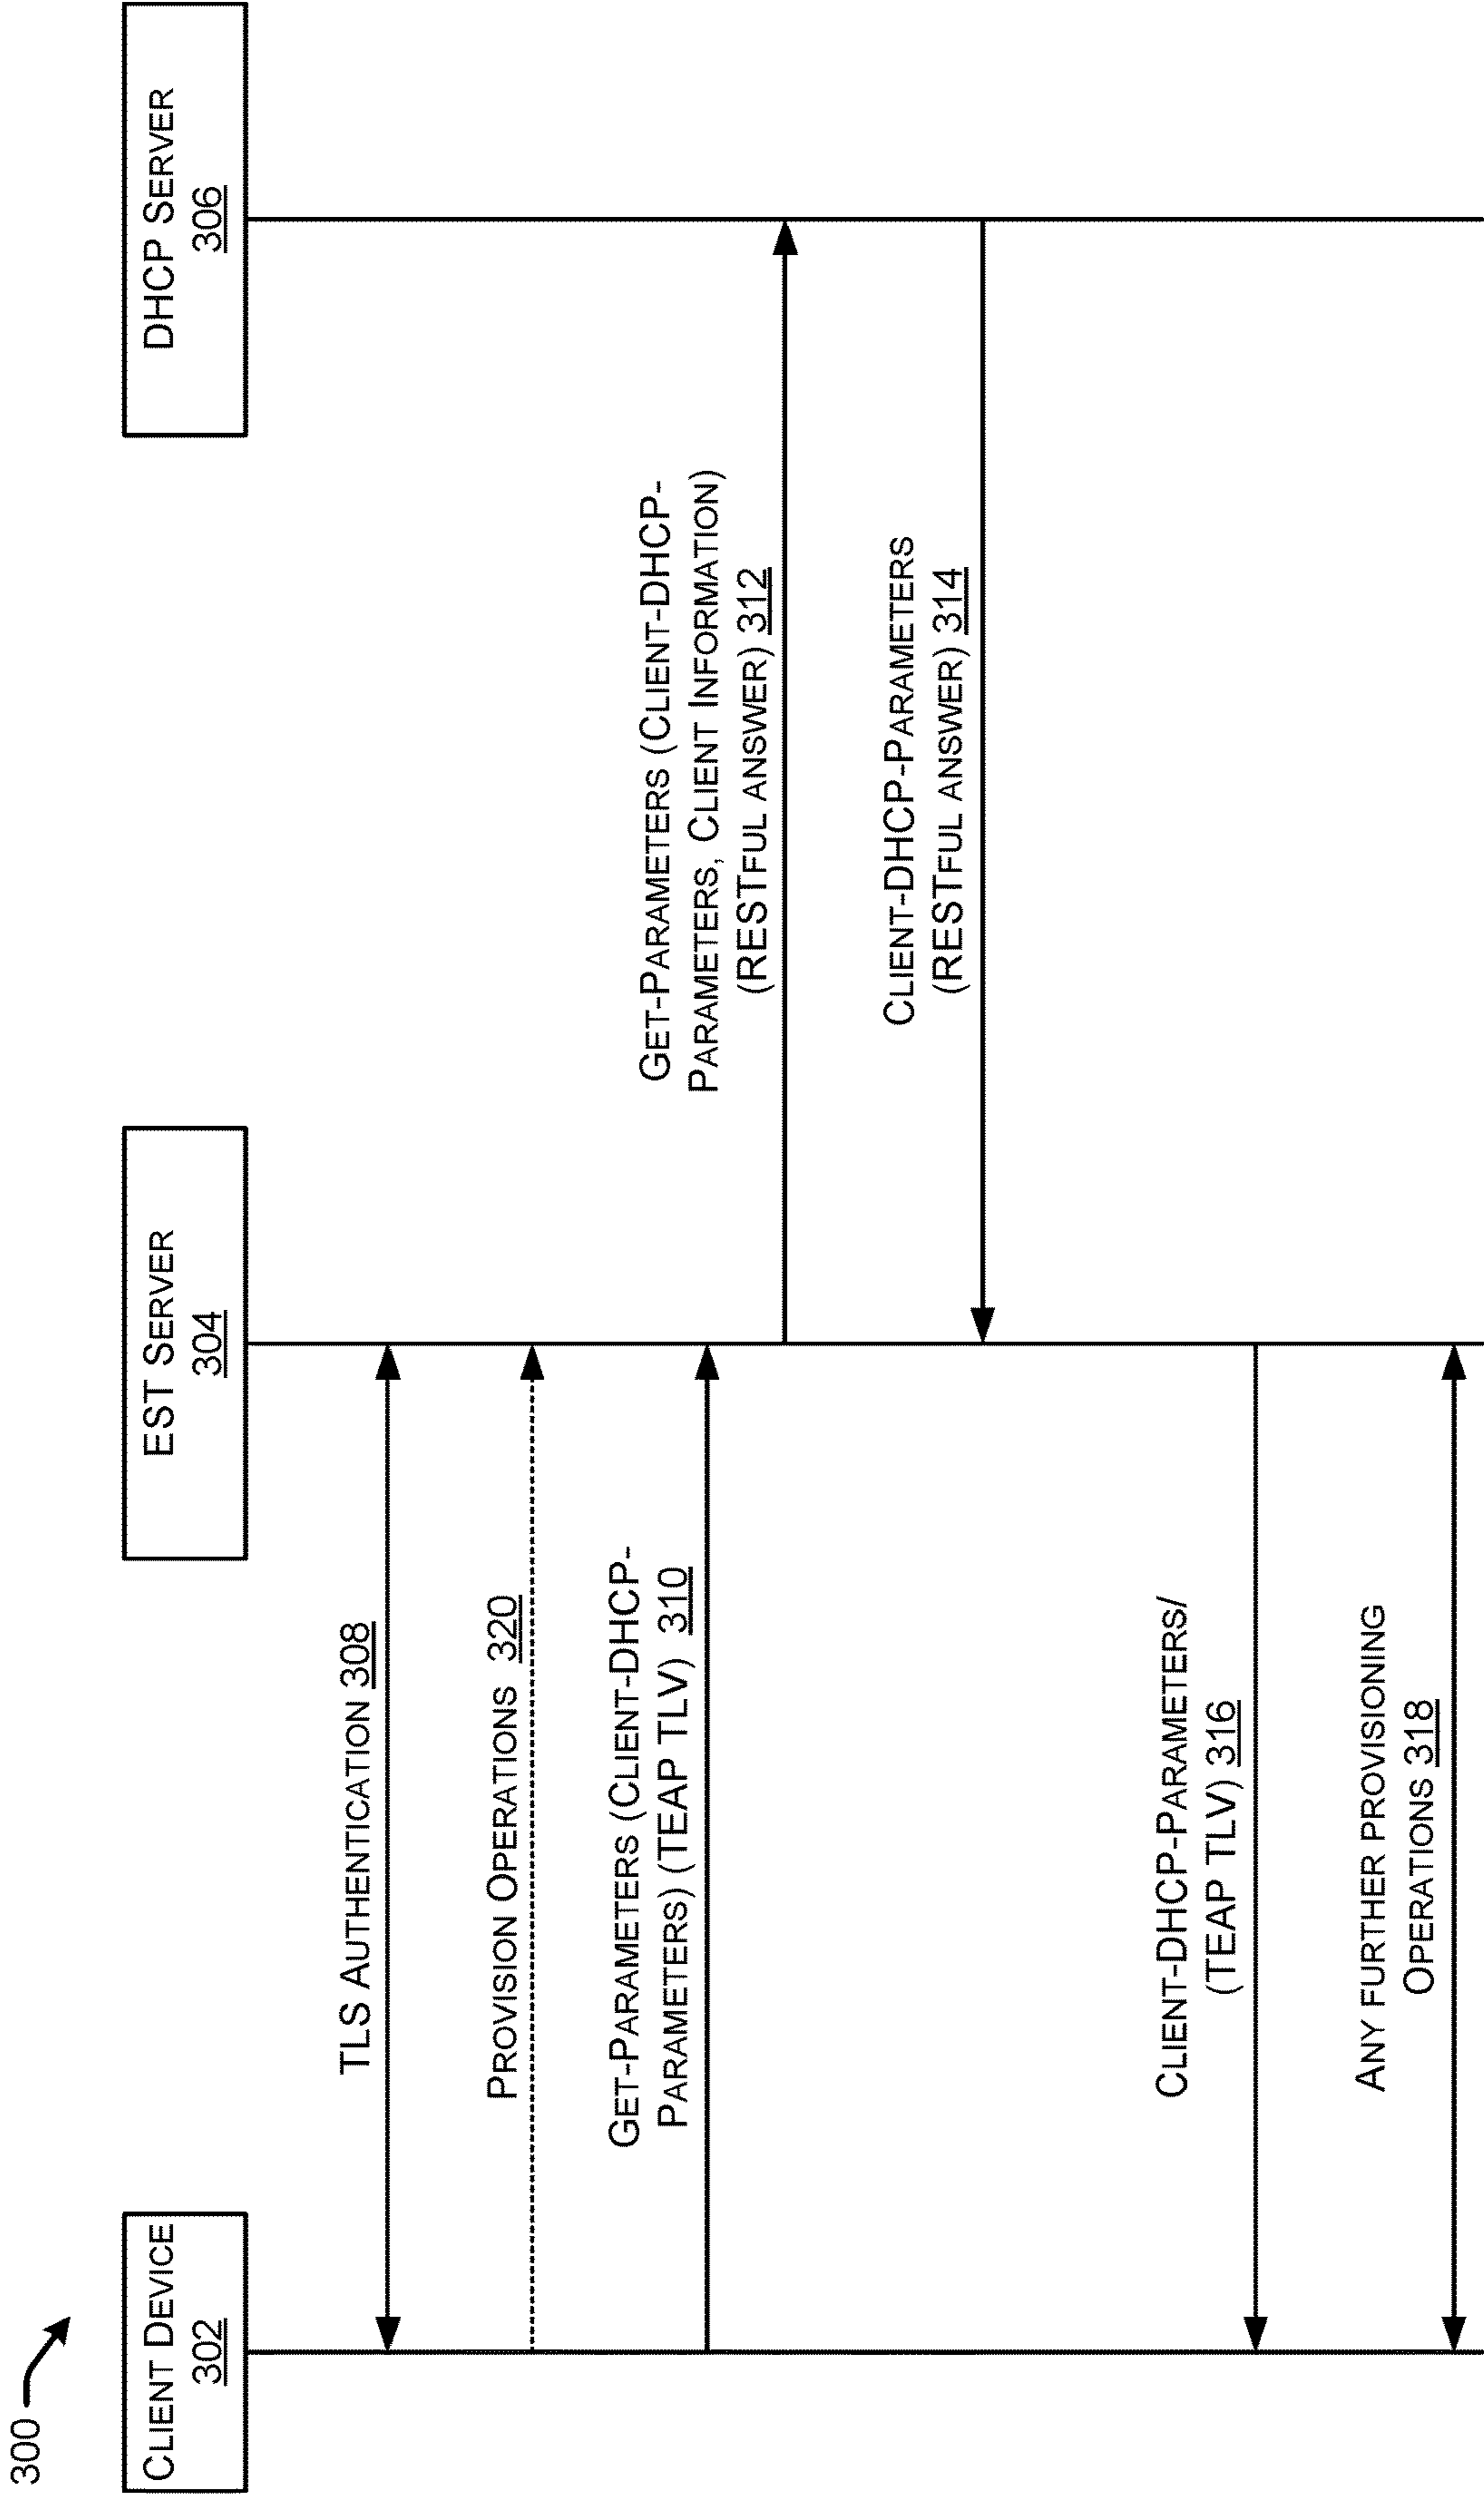 300
CLIENT DEVICE
302
EST SERVER
304
DHCP SERVER
306
TLS AUTHENTICATION 308
PROVISION OPERATIONS 320
GET-PARAMETERS (CLIENT-DHCP-
PARAMETERS) (TEAP TLV) 310
GET-PARAMETERS (CLIENT-DHCP-
PARAMETERS, CLIENT INFORMATION)
(RESTFUL ANSWER) 312
CLIENT-DHCP-PARAMETERS
(RESTFUL ANSWER) 314
CLIENT-DHCP-PARAMETERS/
(TEAP TLV) 316
ANY FURTHER PROVISIONING
OPERATIONS 318